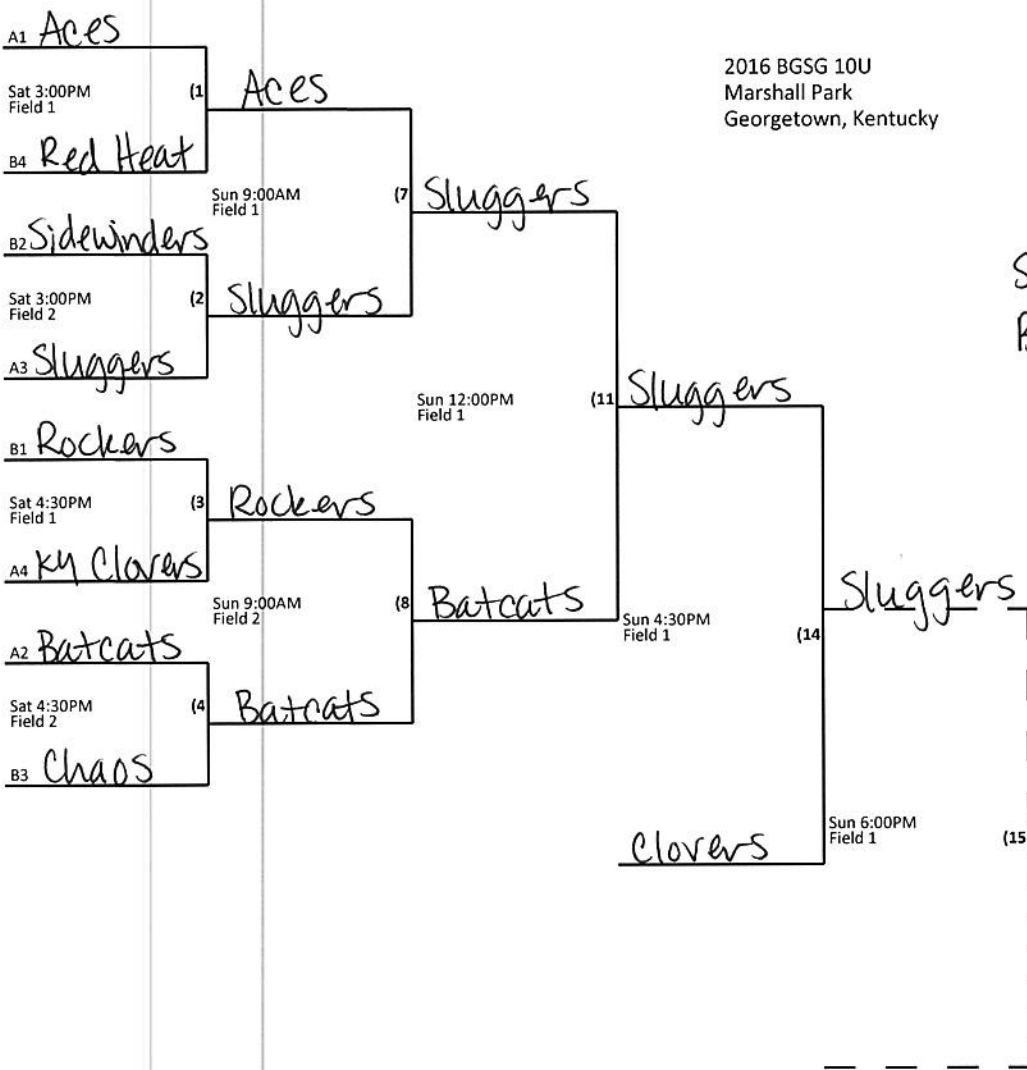 A1 Aces
Sat 3:00PM
Field 1
(1
B4 Red Heat
Aces
2016 BGSG 10U
Marshall Park
Georgetown, Kentucky
Sun 9:00AM
Field 1
(7
Sluggers
B2 Sidewinders
Sat 3:00PM
Field 2
(2
Sluggers
A3 Sluggers
Sun 12:00PM
Field 1
(11
Sluggers
B1 Rockers
Sat 4:30PM
Field 1
(3
Rockers
A4 KY Clovers
Sun 9:00AM
Field 2
(8
Batcats
Sun 4:30PM
Field 1
(14
Sluggers
A2 Batcats
Sat 4:30PM
Field 2
(4
Batcats
B3 Chaos
Clovers
Sun 6:00PM
Field 1
(15